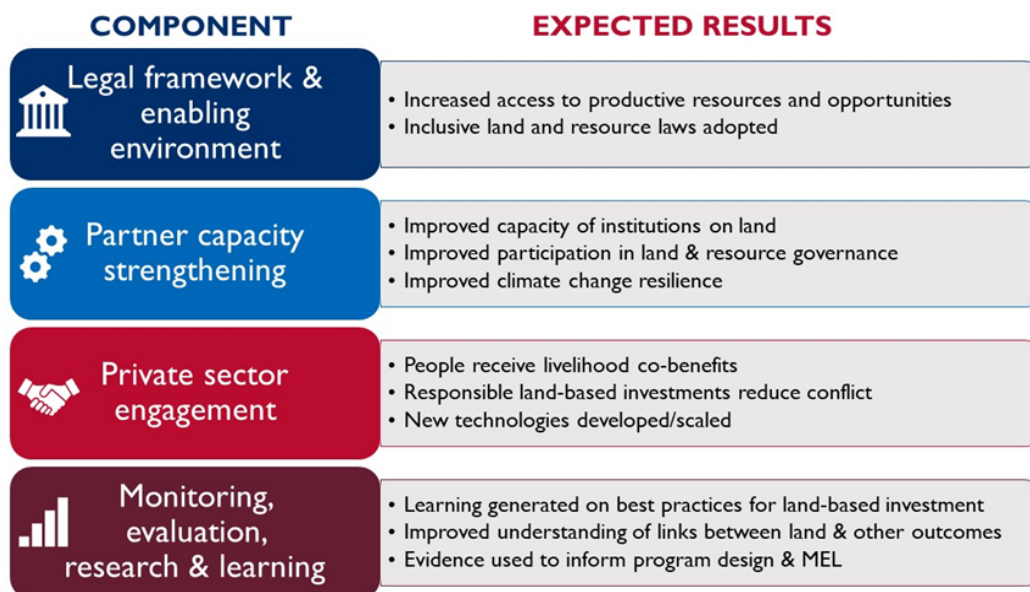 COMPONENT
EXPECTED RESULTS
Legal framework &
enabling
environment
• Increased access to productive resources and opportunities
• Inclusive land and resource laws adopted
Partner capacity
strengthening
• Improved capacity of institutions on land
• Improved participation in land & resource governance
• Improved climate change resilience
Private sector
engagement
• People receive livelihood co-benefits
• Responsible land-based investments reduce conflict
• New technologies developed/scaled
Monitoring,
evaluation,
research & learning
• Learning generated on best practices for land-based investment
• Improved understanding of links between land & other outcomes
• Evidence used to inform program design & MEL